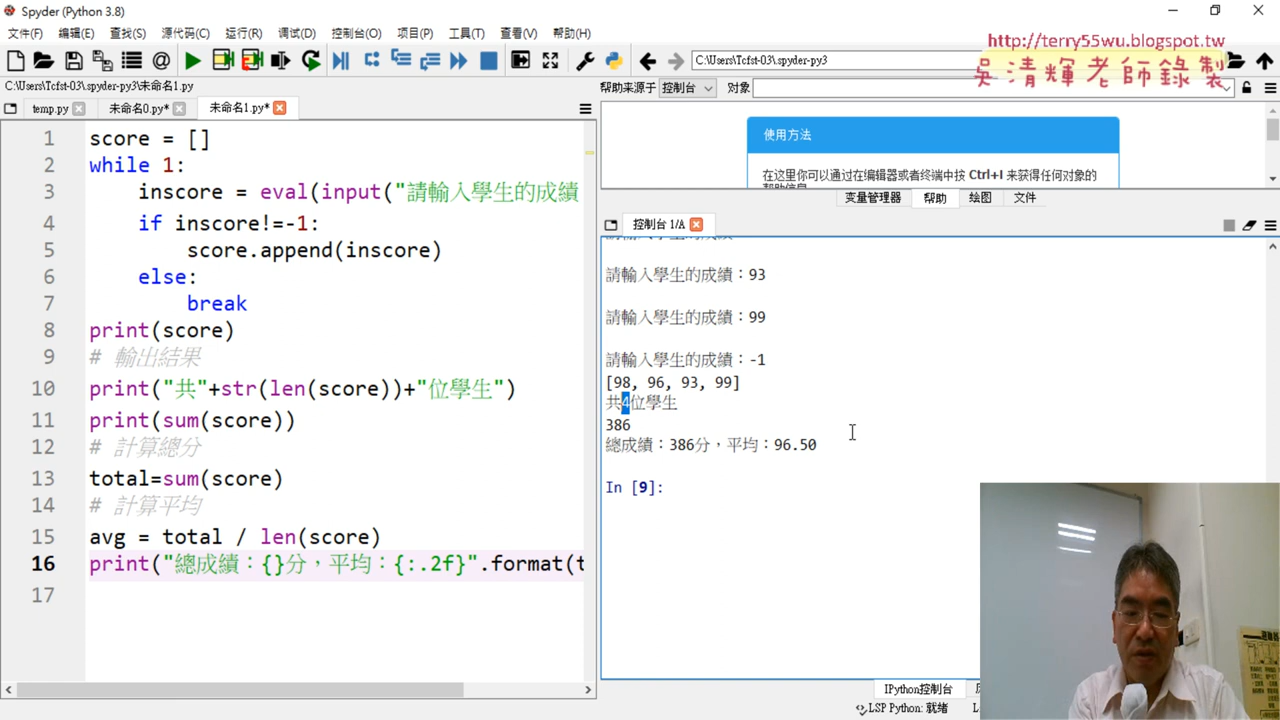 Spyder (Python 3.8)
文件(F) 编辑(E) 查找(S) 源代码(C) 运行(R) 调试(D) 控制台(O) 项目(P) 工具(T) 查看(V) 帮助(H)
http://terry55wu.blogspot.tw
吳清輝老師錄製
C:\Users\Tcfst-03\.spyder-py3
C:\Users\Tcfst-03\.spyder-py3\未命名1.py*
帮助来源于 控制台 对象
temp.py 未命名0.py* 未命名1.py*
1 score = []
2 while 1:
3 inscore = eval(input("請輸入學生的成績
4 if inscore!=-1:
5 score.append(inscore)
6 else:
7 break
8 print(score)
9 # 輸出結果
10 print("共"+str(len(score))+"位學生")
11 print(sum(score))
12 # 計算總分
13 total=sum(score)
14 # 計算平均
15 avg = total / len(score)
16 print("總成績：{}分，平均：{:.2f}".format(t
17
使用方法
在这里你可以通过在编辑器或者终端中按 Ctrl+I 来获得任何对象的
帮助信息
变量管理器 帮助 绘图 文件
控制台 1/A
請輸入學生的成績：93
請輸入學生的成績：99
請輸入學生的成績：-1
[98, 96, 93, 99]
共4位學生
386
總成績：386分，平均：96.50
In [9]:
IPython控制台
LSP Python: 就绪